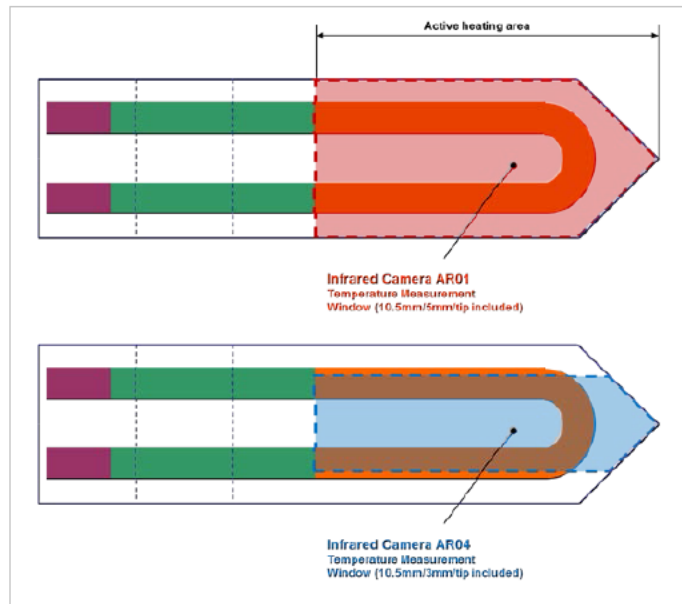 Active heating area
Infrared Camera AR01
Temperature Measurement
Window (10.5mm/5mm/tip included)
Infrared Camera AR04
Temperature Measurement
Window (10.5mm/3mm/tip included)